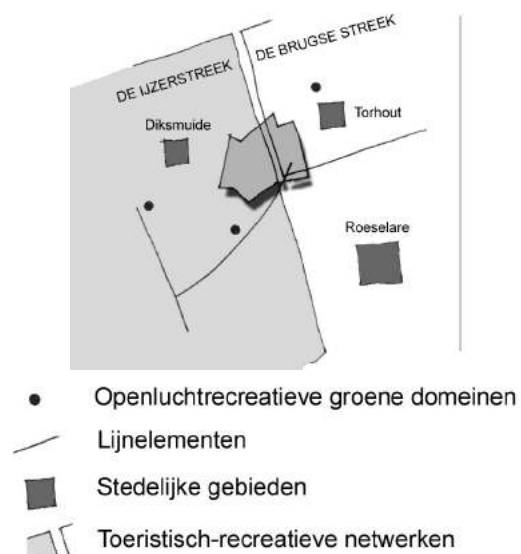 DE BRUGSE STREEK
DE IJZERSTREEK
Diksmuide
Torhout
Roeselare
Openluchtrecreatieve groene domeinen
Lijnelementen
Stedelijke gebieden
Toeristisch-recreatieve netwerken